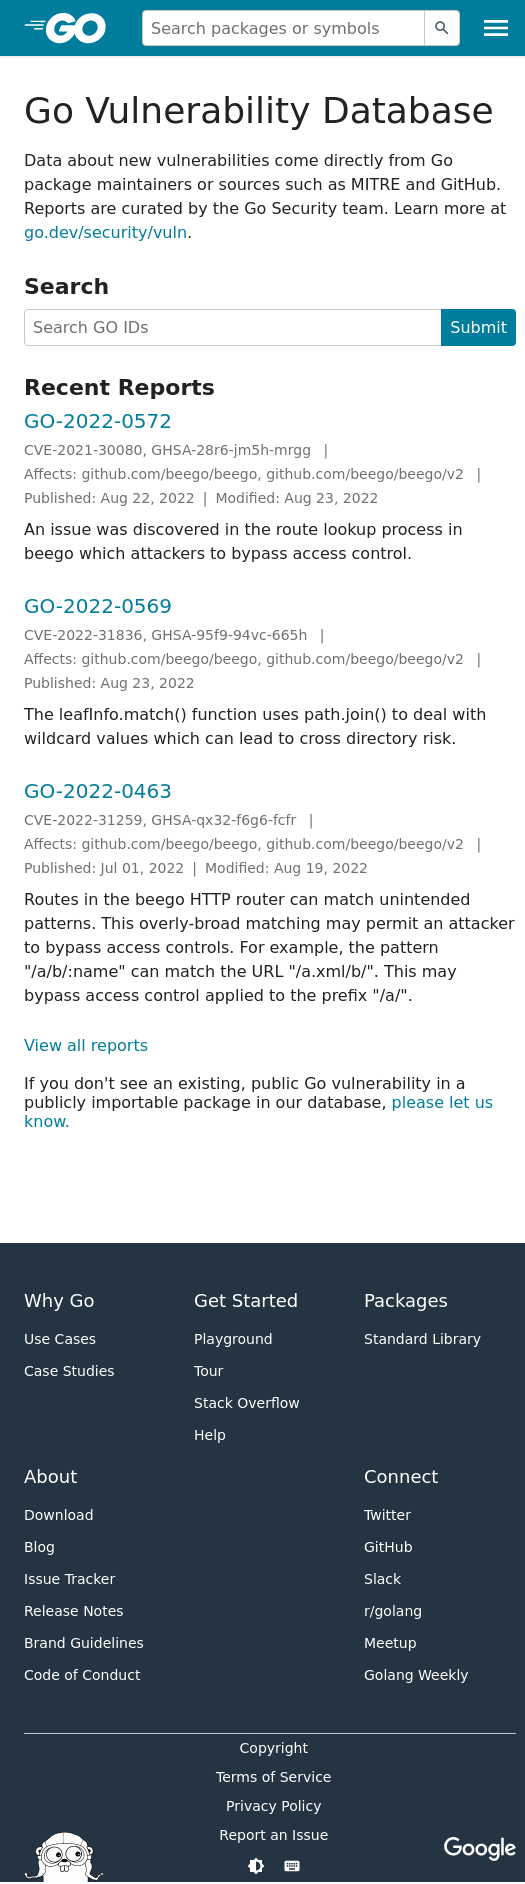 GO
Search packages or symbols
Go Vulnerability Database
Data about new vulnerabilities come directly from Go
package maintainers or sources such as MITRE and GitHub.
Reports are curated by the Go Security team. Learn more at
go.dev/security/vuln.
Search
Search GO IDs
Submit
Recent Reports
GO-2022-0572
CVE-2021-30080, GHSA-28r6-jm5h-mrgg |
Affects: github.com/beego/beego, github.com/beego/beego/v2 |
Published: Aug 22, 2022 | Modified: Aug 23, 2022
An issue was discovered in the route lookup process in
beego which attackers to bypass access control.
GO-2022-0569
CVE-2022-31836, GHSA-95f9-94vc-665h |
Affects: github.com/beego/beego, github.com/beego/beego/v2 |
Published: Aug 23, 2022
The leafInfo.match() function uses path.join() to deal with
wildcard values which can lead to cross directory risk.
GO-2022-0463
CVE-2022-31259, GHSA-qx32-f6g6-fcfr |
Affects: github.com/beego/beego, github.com/beego/beego/v2 |
Published: Jul 01, 2022 | Modified: Aug 19, 2022
Routes in the beego HTTP router can match unintended
patterns. This overly-broad matching may permit an attacker
to bypass access controls. For example, the pattern
"/a/b/:name" can match the URL "/a.xml/b/". This may
bypass access control applied to the prefix "/a/".
View all reports
If you don't see an existing, public Go vulnerability in a
publicly importable package in our database, please let us
know.
Why Go
Use Cases
Case Studies
Get Started
Playground
Tour
Stack Overflow
Help
Packages
Standard Library
About
Download
Blog
Issue Tracker
Release Notes
Brand Guidelines
Code of Conduct
Connect
Twitter
GitHub
Slack
r/golang
Meetup
Golang Weekly
Copyright
Terms of Service
Privacy Policy
Report an Issue
Google